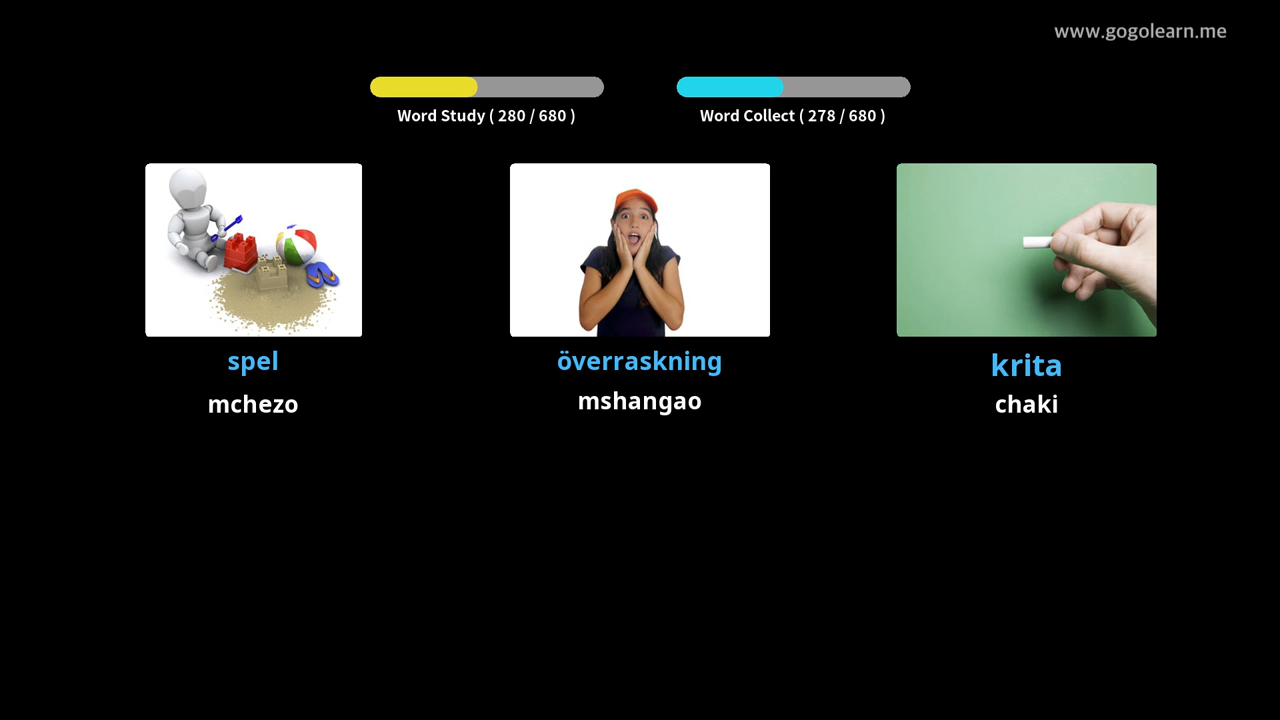 www.gogolearn.me
Word Study ( 280 / 680 )
Word Collect ( 278 / 680 )
spel
överraskning
krita
mchezo
mshangao
chaki